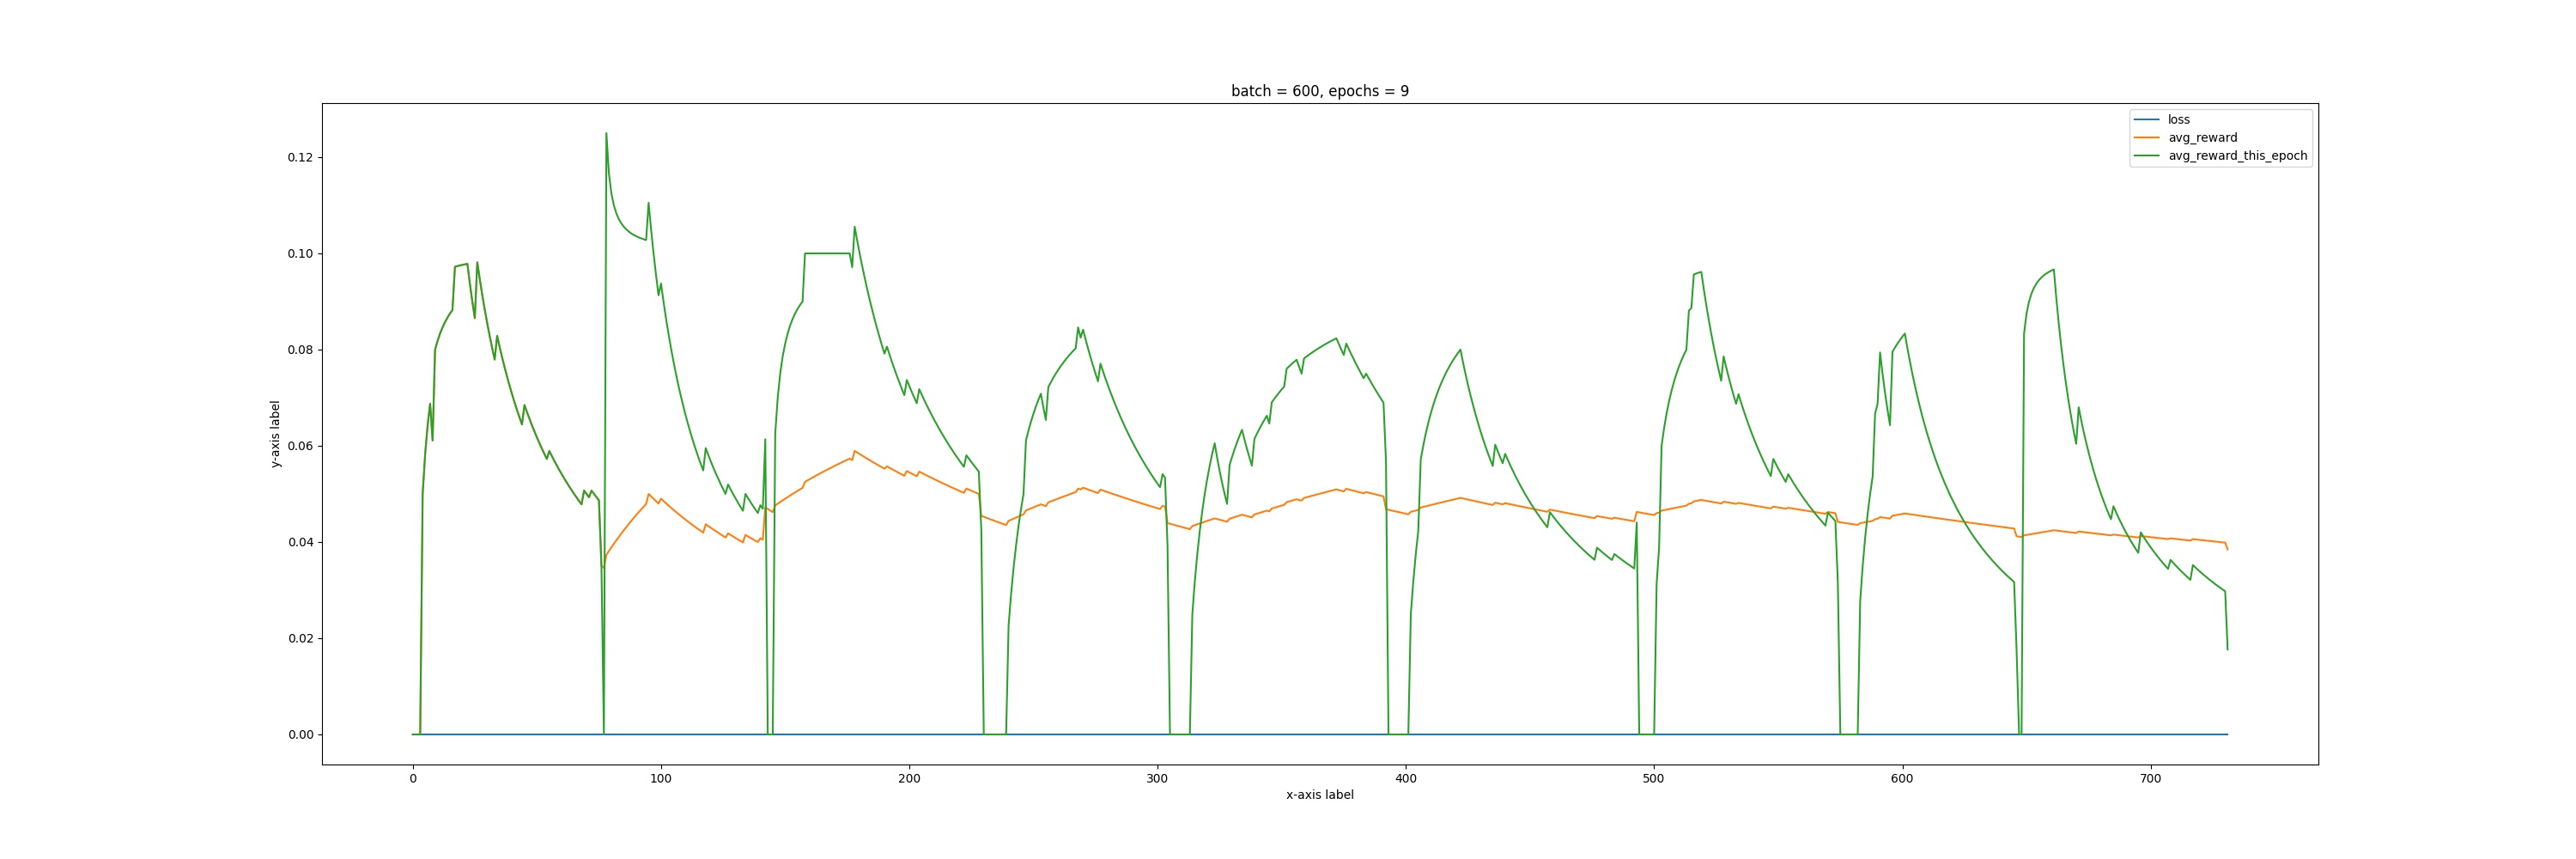 batch = 600, epochs = 9
loss
avg_reward
avg_reward_this_epoch
0.12
0.10
0.08
0.06
0.04
0.02
0.00
y-axis label
0 100 200 300 400 500 600 700
x-axis label